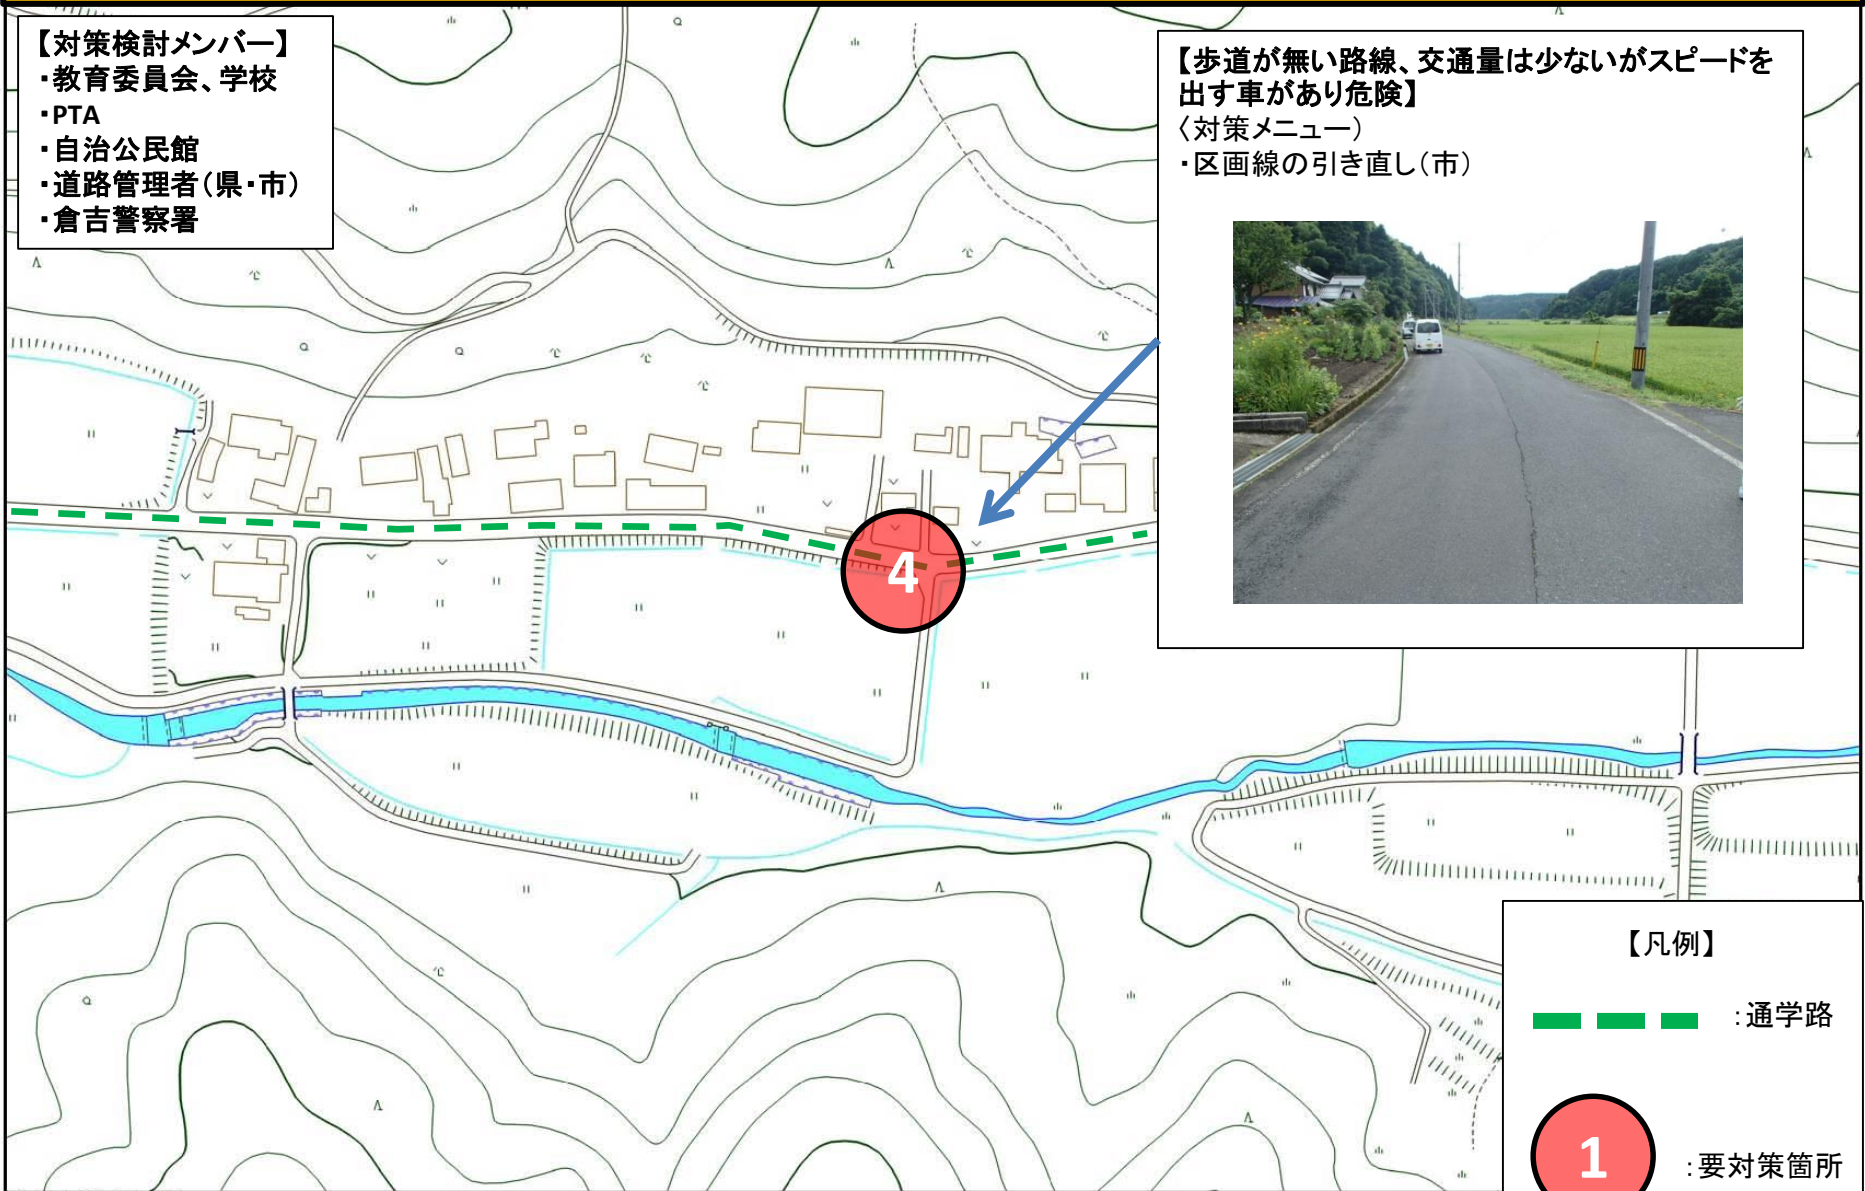 【対策検討メンバー】
・教育委員会、学校
・PTA
・自治公民館
・道路管理者(県・市)
・倉吉警察署
【歩道が無い路線、交通量は少ないがスピードを
出す車があり危険】
〈対策メニュー〉
・区画線の引き直し(市)
4
【凡例】
:通学路
1
:要対策箇所